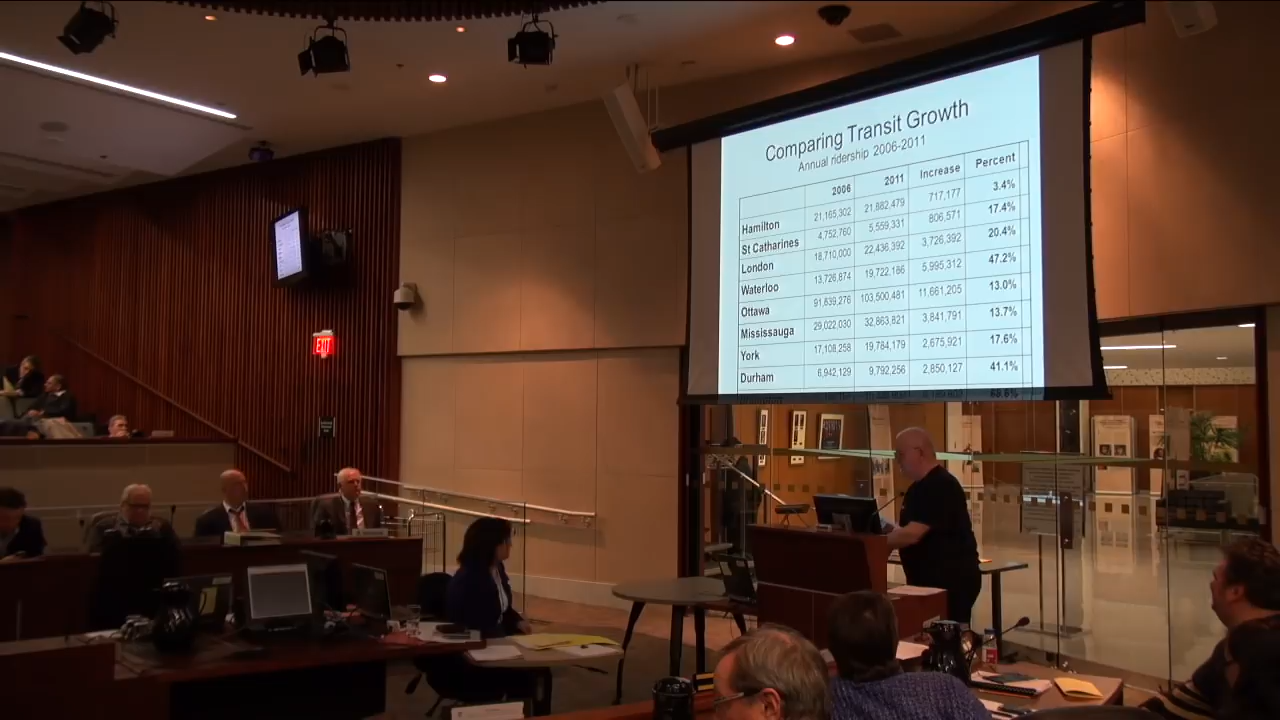 Comparing Transit Growth
Annual ridership 2006-2011
2006 2011 Increase Percent
Hamilton 21,165,302 21,882,479 717,177 3.4%
St Catharines 4,752,760 5,559,331 806,571 17.4%
London 18,710,000 22,436,392 3,726,392 20.4%
Waterloo 13,726,874 19,722,186 5,995,312 47.2%
Ottawa 91,839,276 103,500,481 11,661,205 13.0%
Mississauga 29,022,030 32,863,821 3,841,791 13.7%
York 17,108,258 19,784,179 2,675,921 17.6%
Durham 6,942,129 9,792,256 2,850,127 41.1%
EXIT